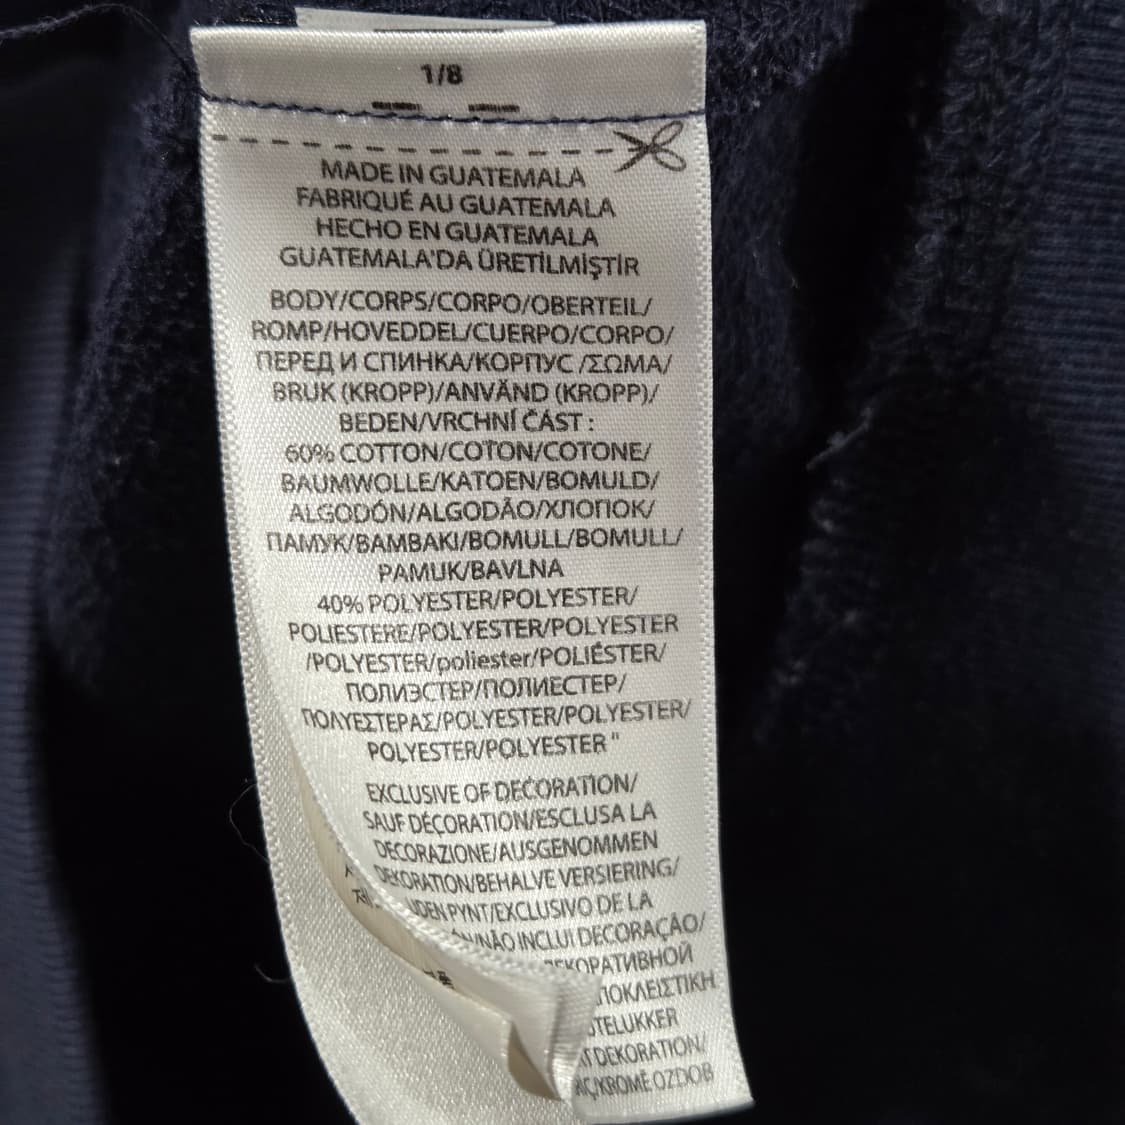 1/8
MADE IN GUATEMALA
FABRIQUÉ AU GUATEMALA
HECHO EN GUATEMALA
GUATEMALA'DA ÜRETİLMİŞTİR
BODY/CORPS/CORPO/OBERTEIL/
ROMP/HOVEDDEL/CUERPO/CORPO/
ПЕРЕД И СПИНКА/КОРПУС /ΣΩΜΑ/
BRUK (KROPP)/ANVÄND (KROPP)/
BEDEN/VRCHNÍ ČÁST :
60% COTTON/COTON/COTONE/
BAUMWOLLE/KATOEN/BOMULD/
ALGODÓN/ALGODÃO/ХЛОПОК/
ПАМУК/BAMBAKI/BOMULL/BOMULL/
PAMUK/BAVLNA
40% POLYESTER/POLYESTER/
POLIESTERE/POLYESTER/POLYESTER
/POLYESTER/poliester/POLIÉSTER/
ПОЛИЭСТЕР/ПОЛИЕСТЕР/
ΠΟΛΥΕΣΤΕΡΑΣ/POLYESTER/POLYESTER/
POLYESTER/POLYESTER "
EXCLUSIVE OF DECORATION/
SAUF DÉCORATION/ESCLUSA LA
DECORAZIONE/AUSGENOMMEN
DEKORATION/BEHALVE VERSIERING/
PYNT/EXCLUSIVO DE LA
/NÃO INCLUI DECORAÇÃO/
DEKORATION/
/KROMĚ OZDOB